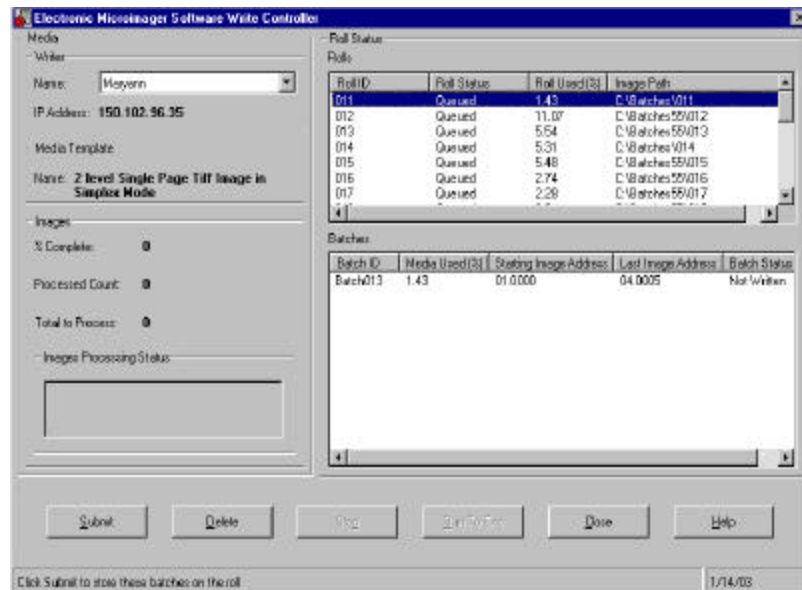 Electronic Microimager Software Write Controller
Media
Writer
Name: Maryann
IP Address: 150.102.96.35
Media Template
Name: 2 level Single Page Tiff Image in
Simplex Mode
Images
% Complete: 0
Processed Count: 0
Total to Process: 0
Images Processing Status
Roll Status
Rolls
Roll ID Roll Status Roll Used (%) Image Path
011 Queued 1.43 C:\Batches\011
012 Queued 11.07 C:\Batches55\012
013 Queued 5.54 C:\Batches55\013
014 Queued 5.31 C:\Batches\014
015 Queued 5.48 C:\Batches55\015
016 Queued 2.74 C:\Batches55\016
017 Queued 2.28 C:\Batches55\017
Batches
Batch ID Media Used (%) Starting Image Address Last Image Address Batch Status
Batch013 1.43 01.0000 04.0005 Not Written
Submit Delete Stop Close Help
Click Submit to store these batches on the roll 1/14/03